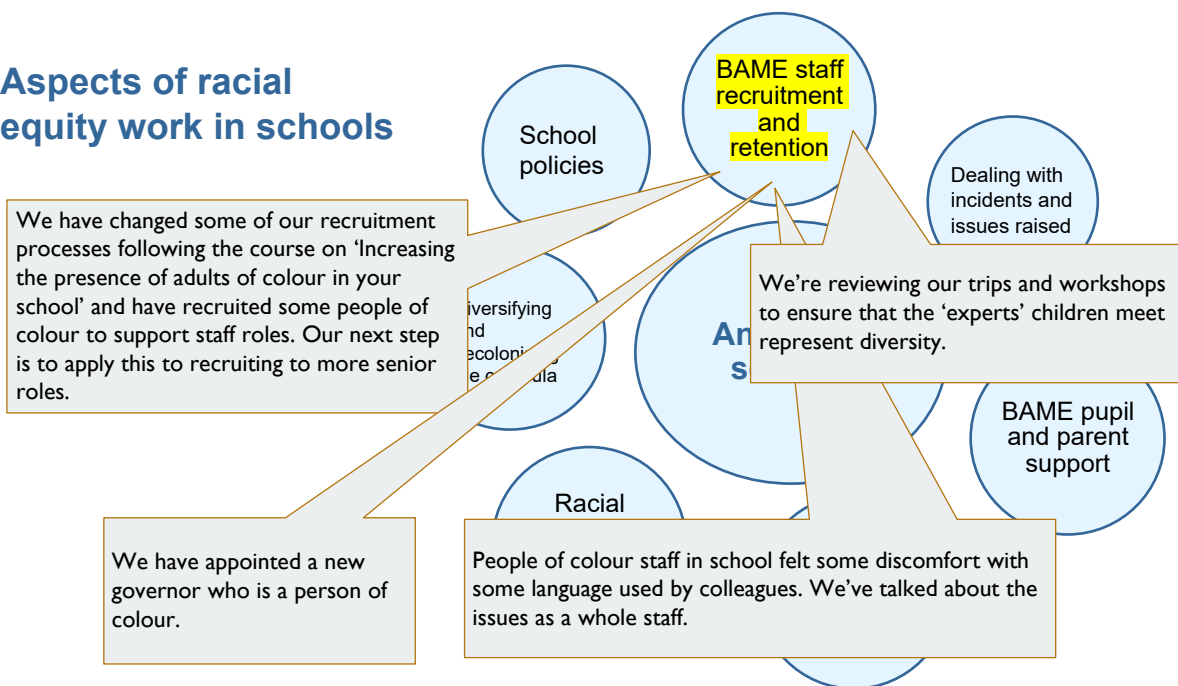 Aspects of racial
equity work in schools
School
policies
BAME staff
recruitment
and
retention
Dealing with
incidents and
issues raised
We have changed some of our recruitment
processes following the course on ‘Increasing
the presence of adults of colour in your
school’ and have recruited some people of
colour to support staff roles. Our next step
is to apply this to recruiting to more senior
roles.
We’re reviewing our trips and workshops
to ensure that the ‘experts’ children meet
represent diversity.
BAME pupil
and parent
support
Racial
We have appointed a new
governor who is a person of
colour.
People of colour staff in school felt some discomfort with
some language used by colleagues. We’ve talked about the
issues as a whole staff.